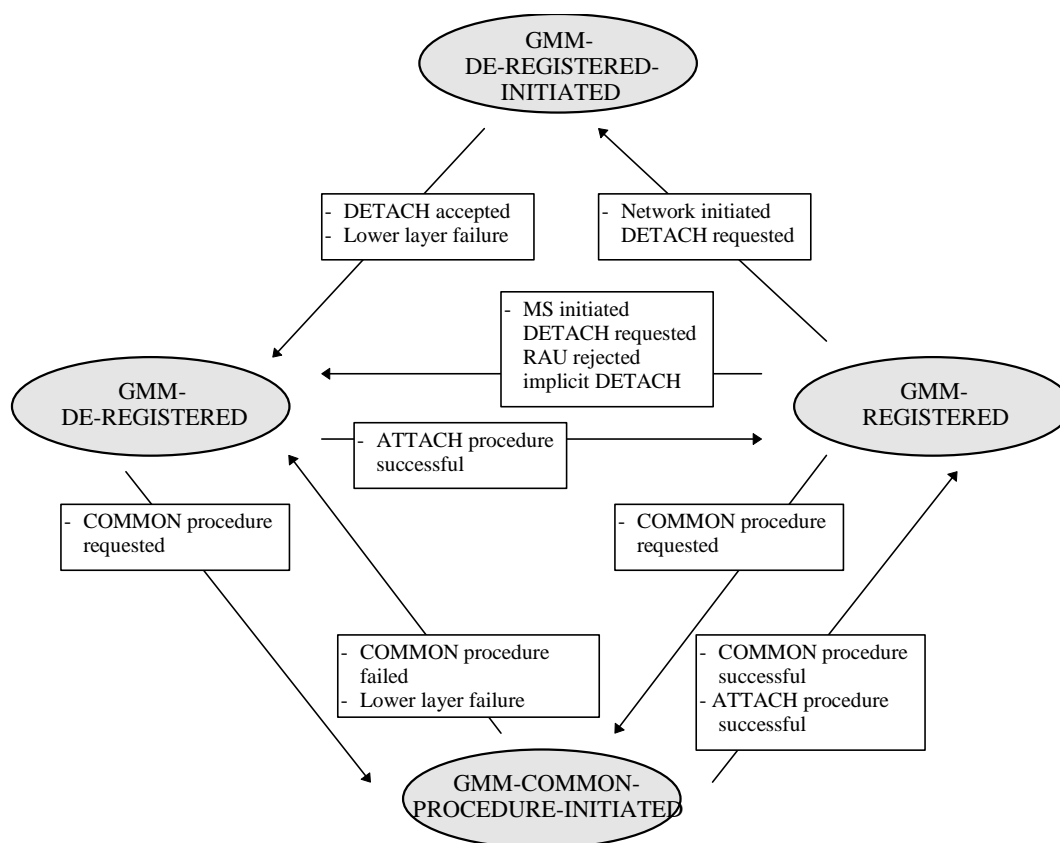 GMM-
DE-REGISTERED-
INITIATED
- DETACH accepted
- Lower layer failure
- Network initiated
DETACH requested
- MS initiated
DETACH requested
RAU rejected
implicit DETACH
GMM-
DE-REGISTERED
GMM-
REGISTERED
- ATTACH procedure
successful
- COMMON procedure
requested
- COMMON procedure
requested
- COMMON procedure
failed
- Lower layer failure
- COMMON procedure
successful
- ATTACH procedure
successful
GMM-COMMON-
PROCEDURE-INITIATED